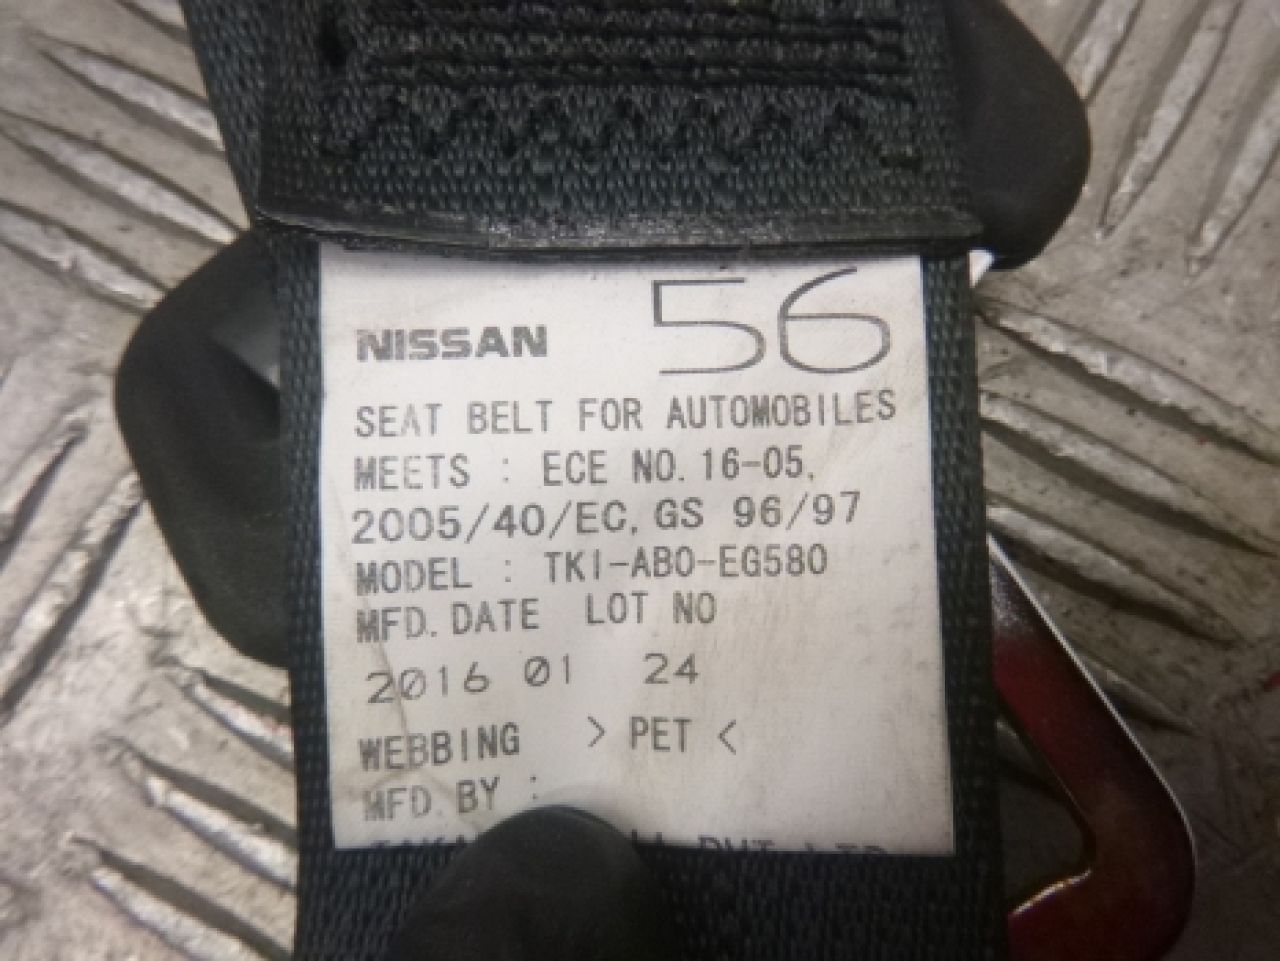 NISSAN 56
SEAT BELT FOR AUTOMOBILES
MEETS : ECE NO. 16-05,
2005/40/EC, GS 96/97
MODEL : TKI-AB0-EG580
MFD. DATE LOT NO
2016 01 24
WEBBING > PET <
MFD. BY :